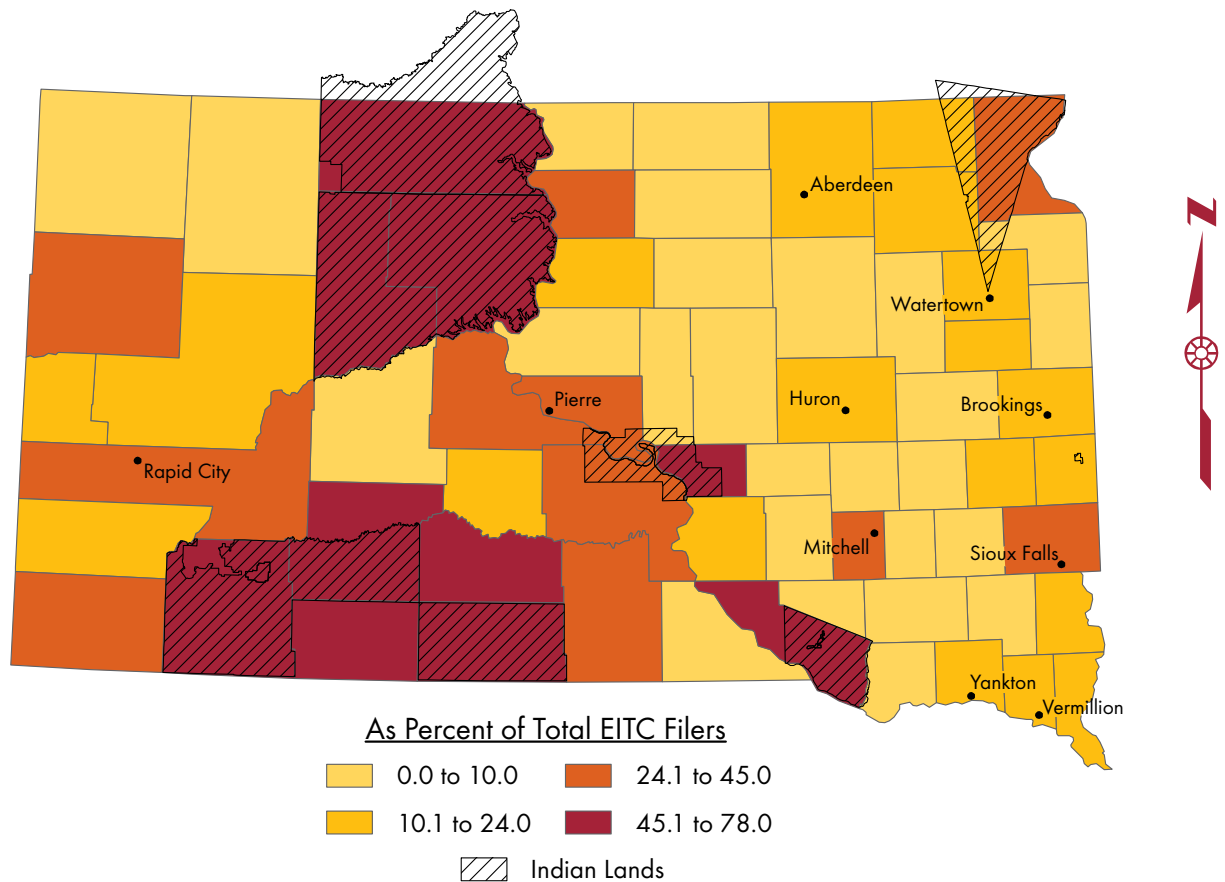 N
Aberdeen
Watertown
Pierre
Huron
Brookings
Rapid City
Mitchell
Sioux Falls
Yankton
Vermillion
As Percent of Total EITC Filers
0.0 to 10.0
24.1 to 45.0
10.1 to 24.0
45.1 to 78.0
Indian Lands